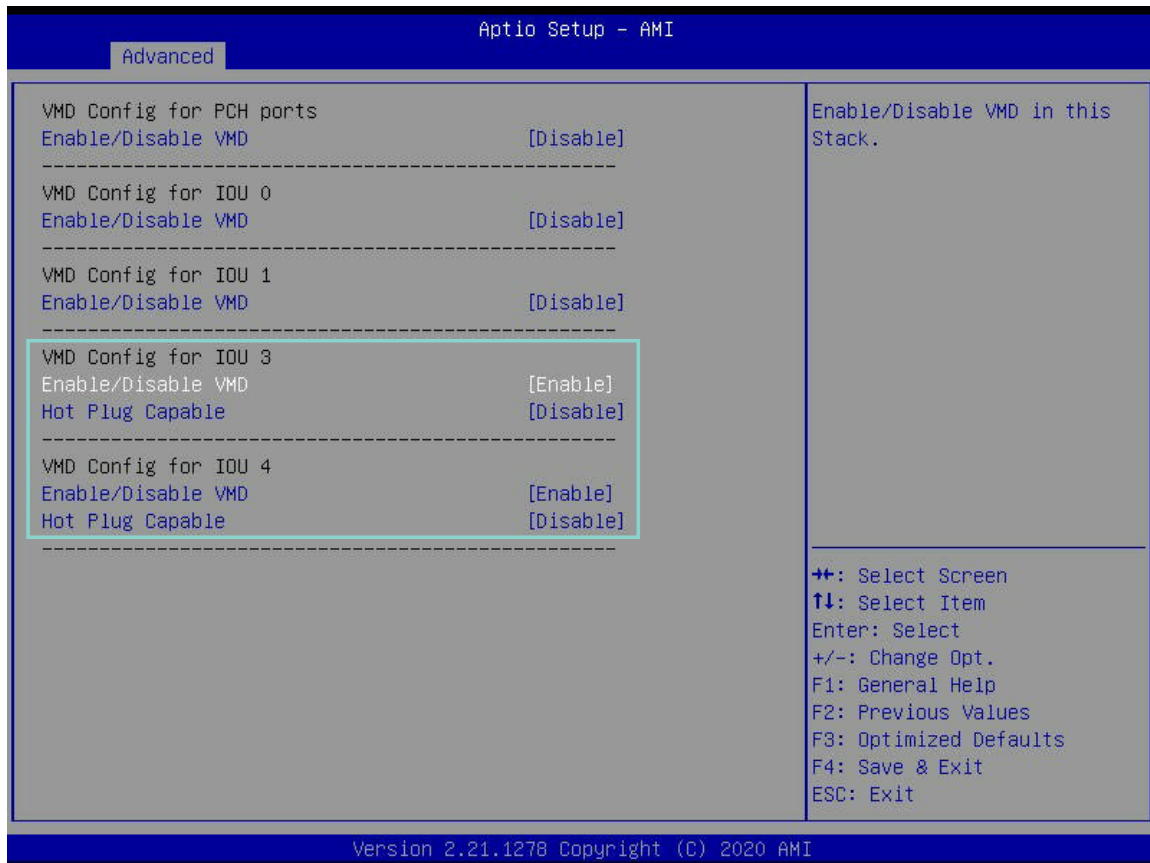 Aptio Setup – AMI
Advanced
VMD Config for PCH ports
Enable/Disable VMD [Disable]
------------------------------------------------
VMD Config for IOU 0
Enable/Disable VMD [Disable]
------------------------------------------------
VMD Config for IOU 1
Enable/Disable VMD [Disable]
------------------------------------------------
VMD Config for IOU 3
Enable/Disable VMD [Enable]
Hot Plug Capable [Disable]
------------------------------------------------
VMD Config for IOU 4
Enable/Disable VMD [Enable]
Hot Plug Capable [Disable]
------------------------------------------------
Enable/Disable VMD in this
Stack.
→←: Select Screen
↑↓: Select Item
Enter: Select
+/-: Change Opt.
F1: General Help
F2: Previous Values
F3: Optimized Defaults
F4: Save & Exit
ESC: Exit
Version 2.21.1278 Copyright (C) 2020 AMI